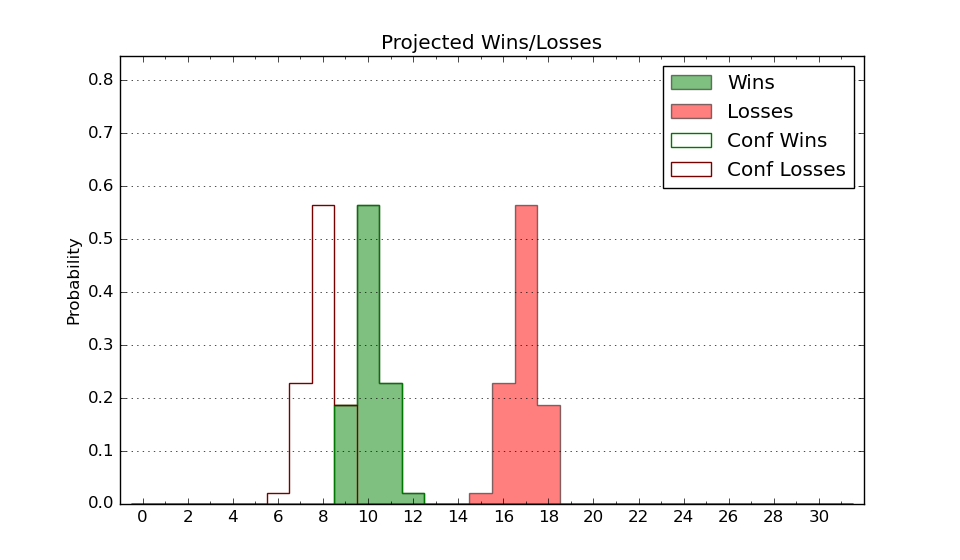 Projected Wins/Losses
Wins
Losses
Conf Wins
Conf Losses
Probability
0.8
0.7
0.6
0.5
0.4
0.3
0.2
0.1
0.0
0 2 4 6 8 10 12 14 16 18 20 22 24 26 28 30